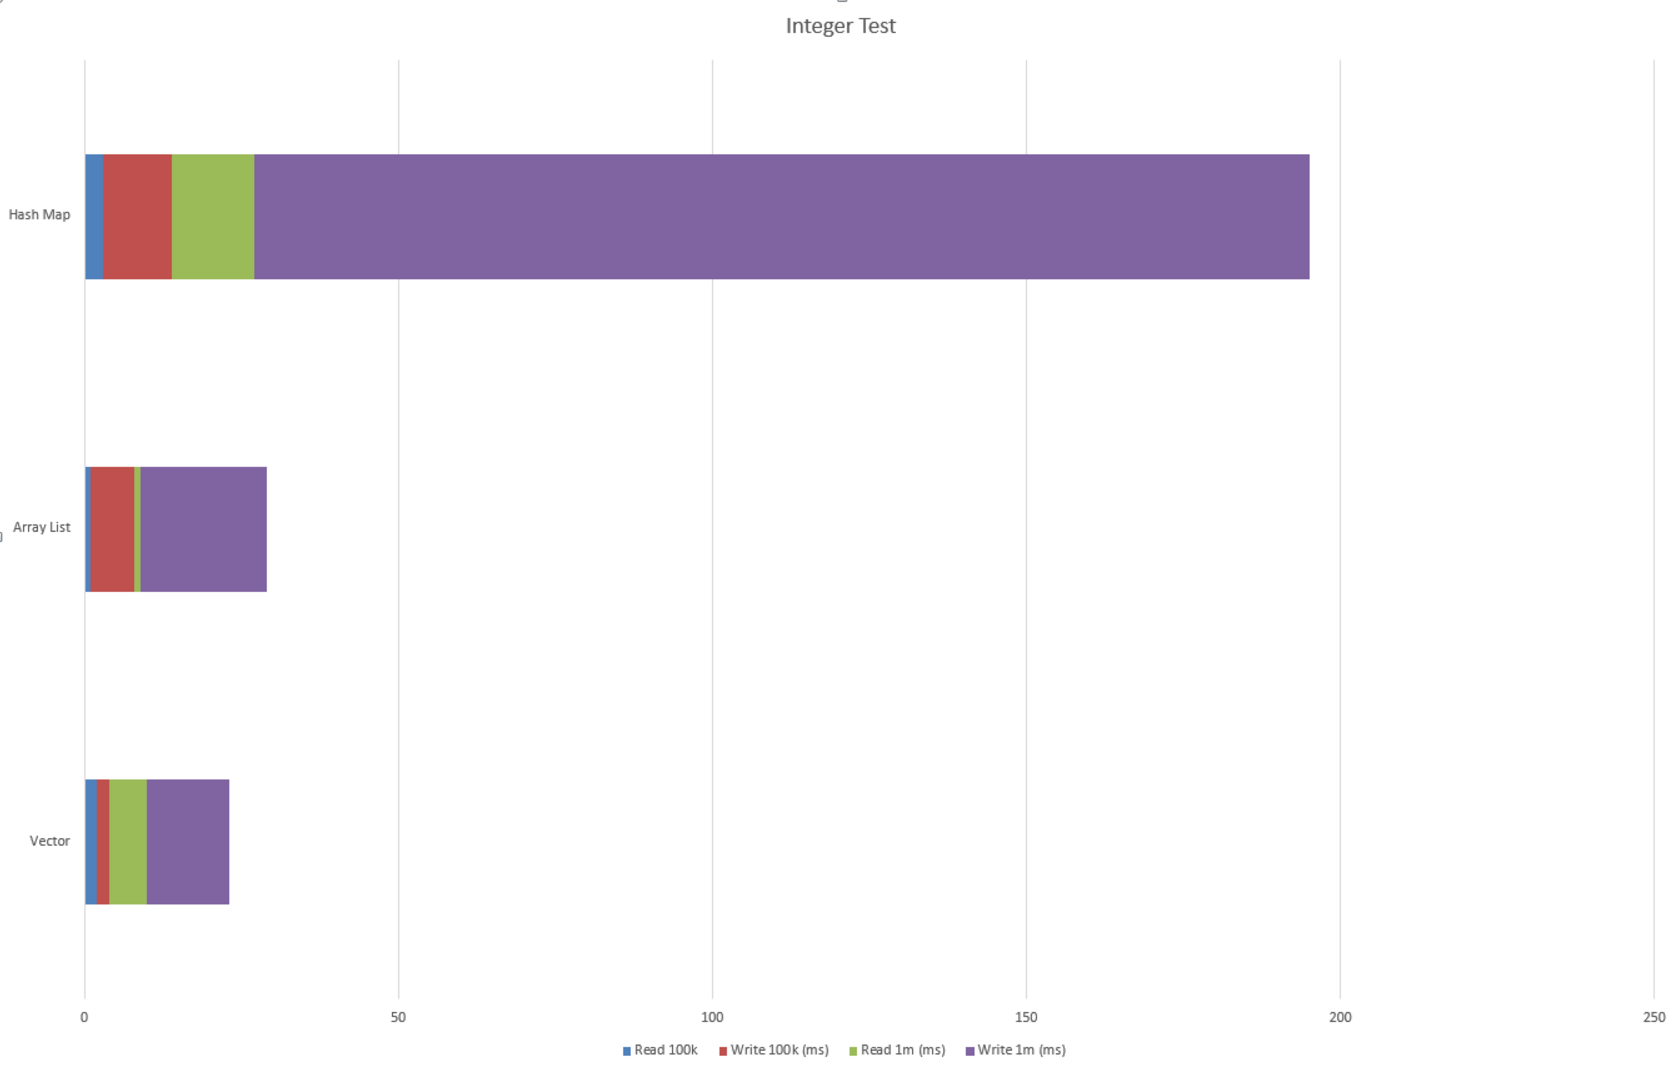 Integer Test
Hash Map
Array List
Vector
0 50 100 150 200 250
Read 100k Write 100k (ms) Read 1m (ms) Write 1m (ms)